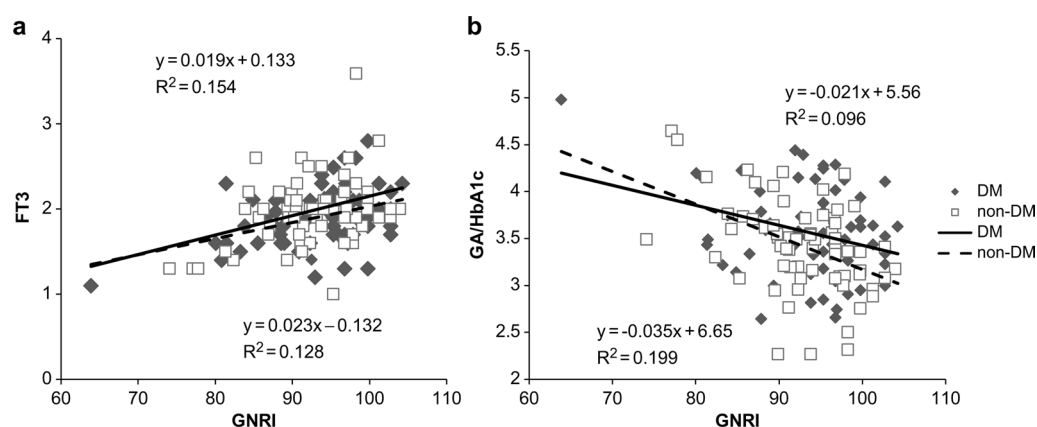 a
4
3
2
1
0
FT3
60
70
80
90
100
110
GNRI
y = 0.019x + 0.133
R2 = 0.154
y = 0.023x – 0.132
R2 = 0.128
b
5.5
5
4.5
4
3.5
3
2.5
2
GA/HbA1c
60
70
80
90
100
110
GNRI
y = -0.021x + 5.56
R2 = 0.096
y = -0.035x + 6.65
R2 = 0.199
DM
non-DM
DM
non-DM